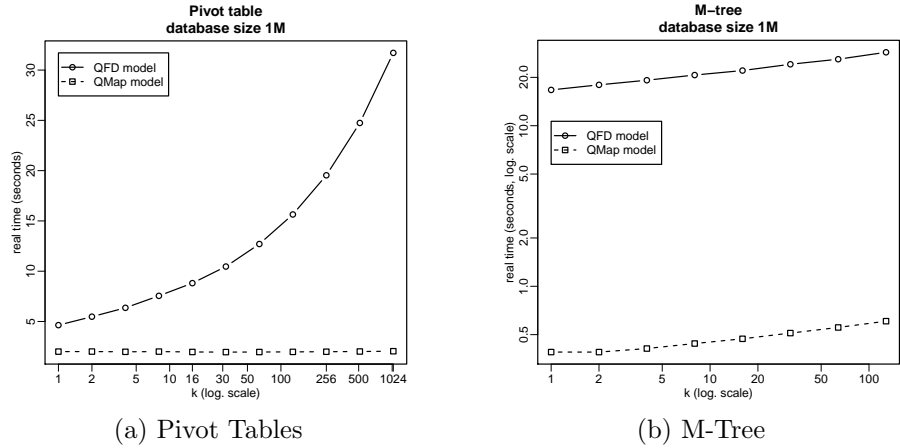 Pivot table
database size 1M
QFD model
QMap model
real time (seconds)
30
25
20
15
10
5
1 2 5 10 16 30 50 100 256 500 1024
k (log. scale)
(a) Pivot Tables
M-tree
database size 1M
QFD model
QMap model
real time (seconds, log. scale)
20.0
10.0
5.0
2.0
1.0
0.5
1 2 5 10 20 50 100
k (log. scale)
(b) M-Tree